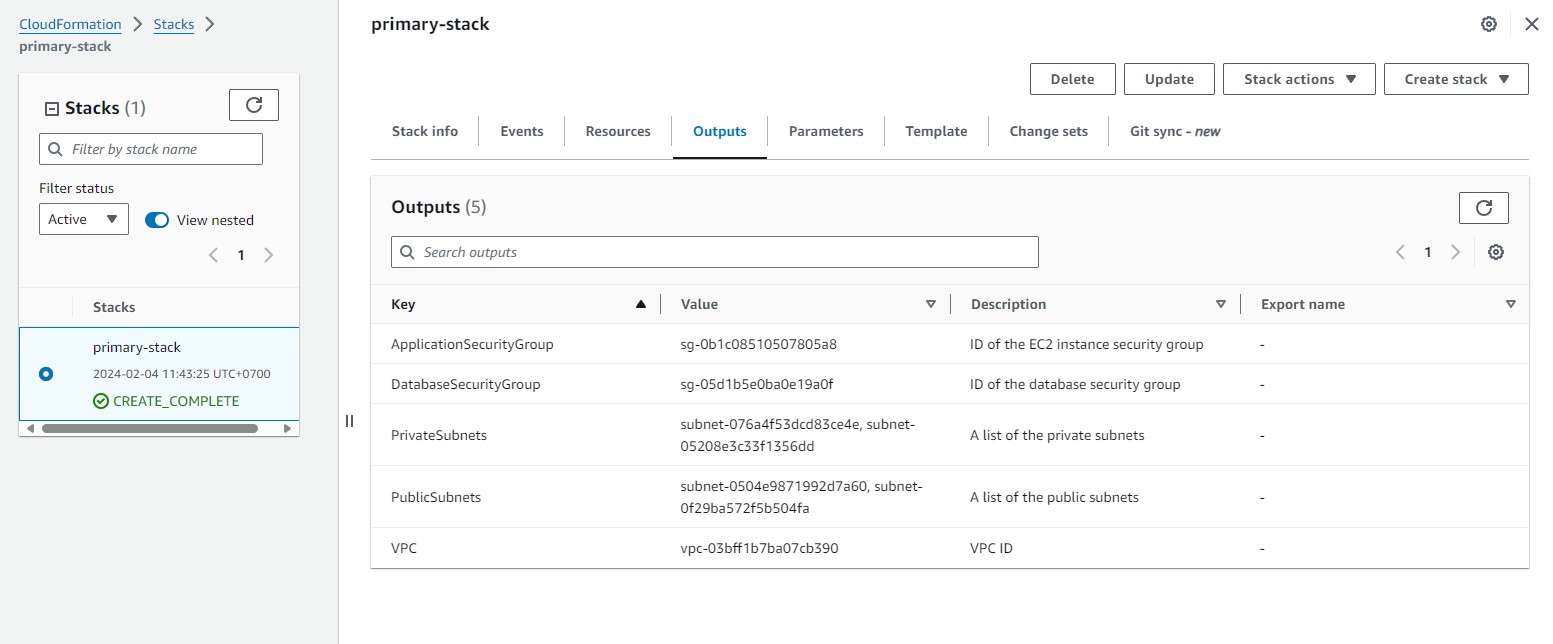 CloudFormation
Stacks
primary-stack
Stacks (1)
Filter by stack name
Filter status
Active
View nested
1
Stacks
primary-stack
2024-02-04 11:43:25 UTC+0700
CREATE_COMPLETE
primary-stack
Delete
Update
Stack actions
Create stack
Stack info
Events
Resources
Outputs
Parameters
Template
Change sets
Git sync - new
Outputs (5)
Search outputs
1
Key
Value
Description
Export name
ApplicationSecurityGroup
sg-0b1c08510507805a8
ID of the EC2 instance security group
-
DatabaseSecurityGroup
sg-05d1b5e0ba0e19a0f
ID of the database security group
-
PrivateSubnets
subnet-076a4f53dcd83ce4e, subnet-
05208e3c33f1356dd
A list of the private subnets
-
PublicSubnets
subnet-0504e9871992d7a60, subnet-
0f29ba572f5b504fa
A list of the public subnets
-
VPC
vpc-03bff1b7ba07cb390
VPC ID
-